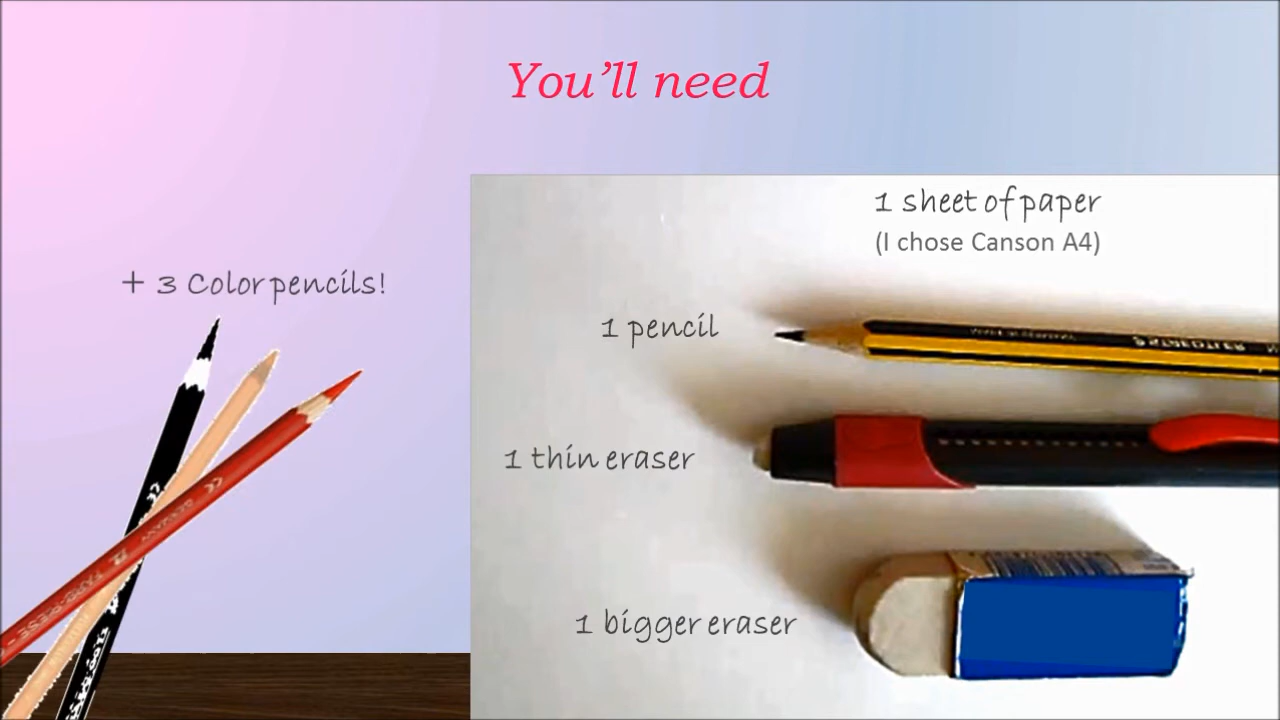 You'll need
1 sheet of paper
(I chose Canson A4)
+ 3 Color pencils!
1 pencil
STAEDTLER
1 thin eraser
1 bigger eraser